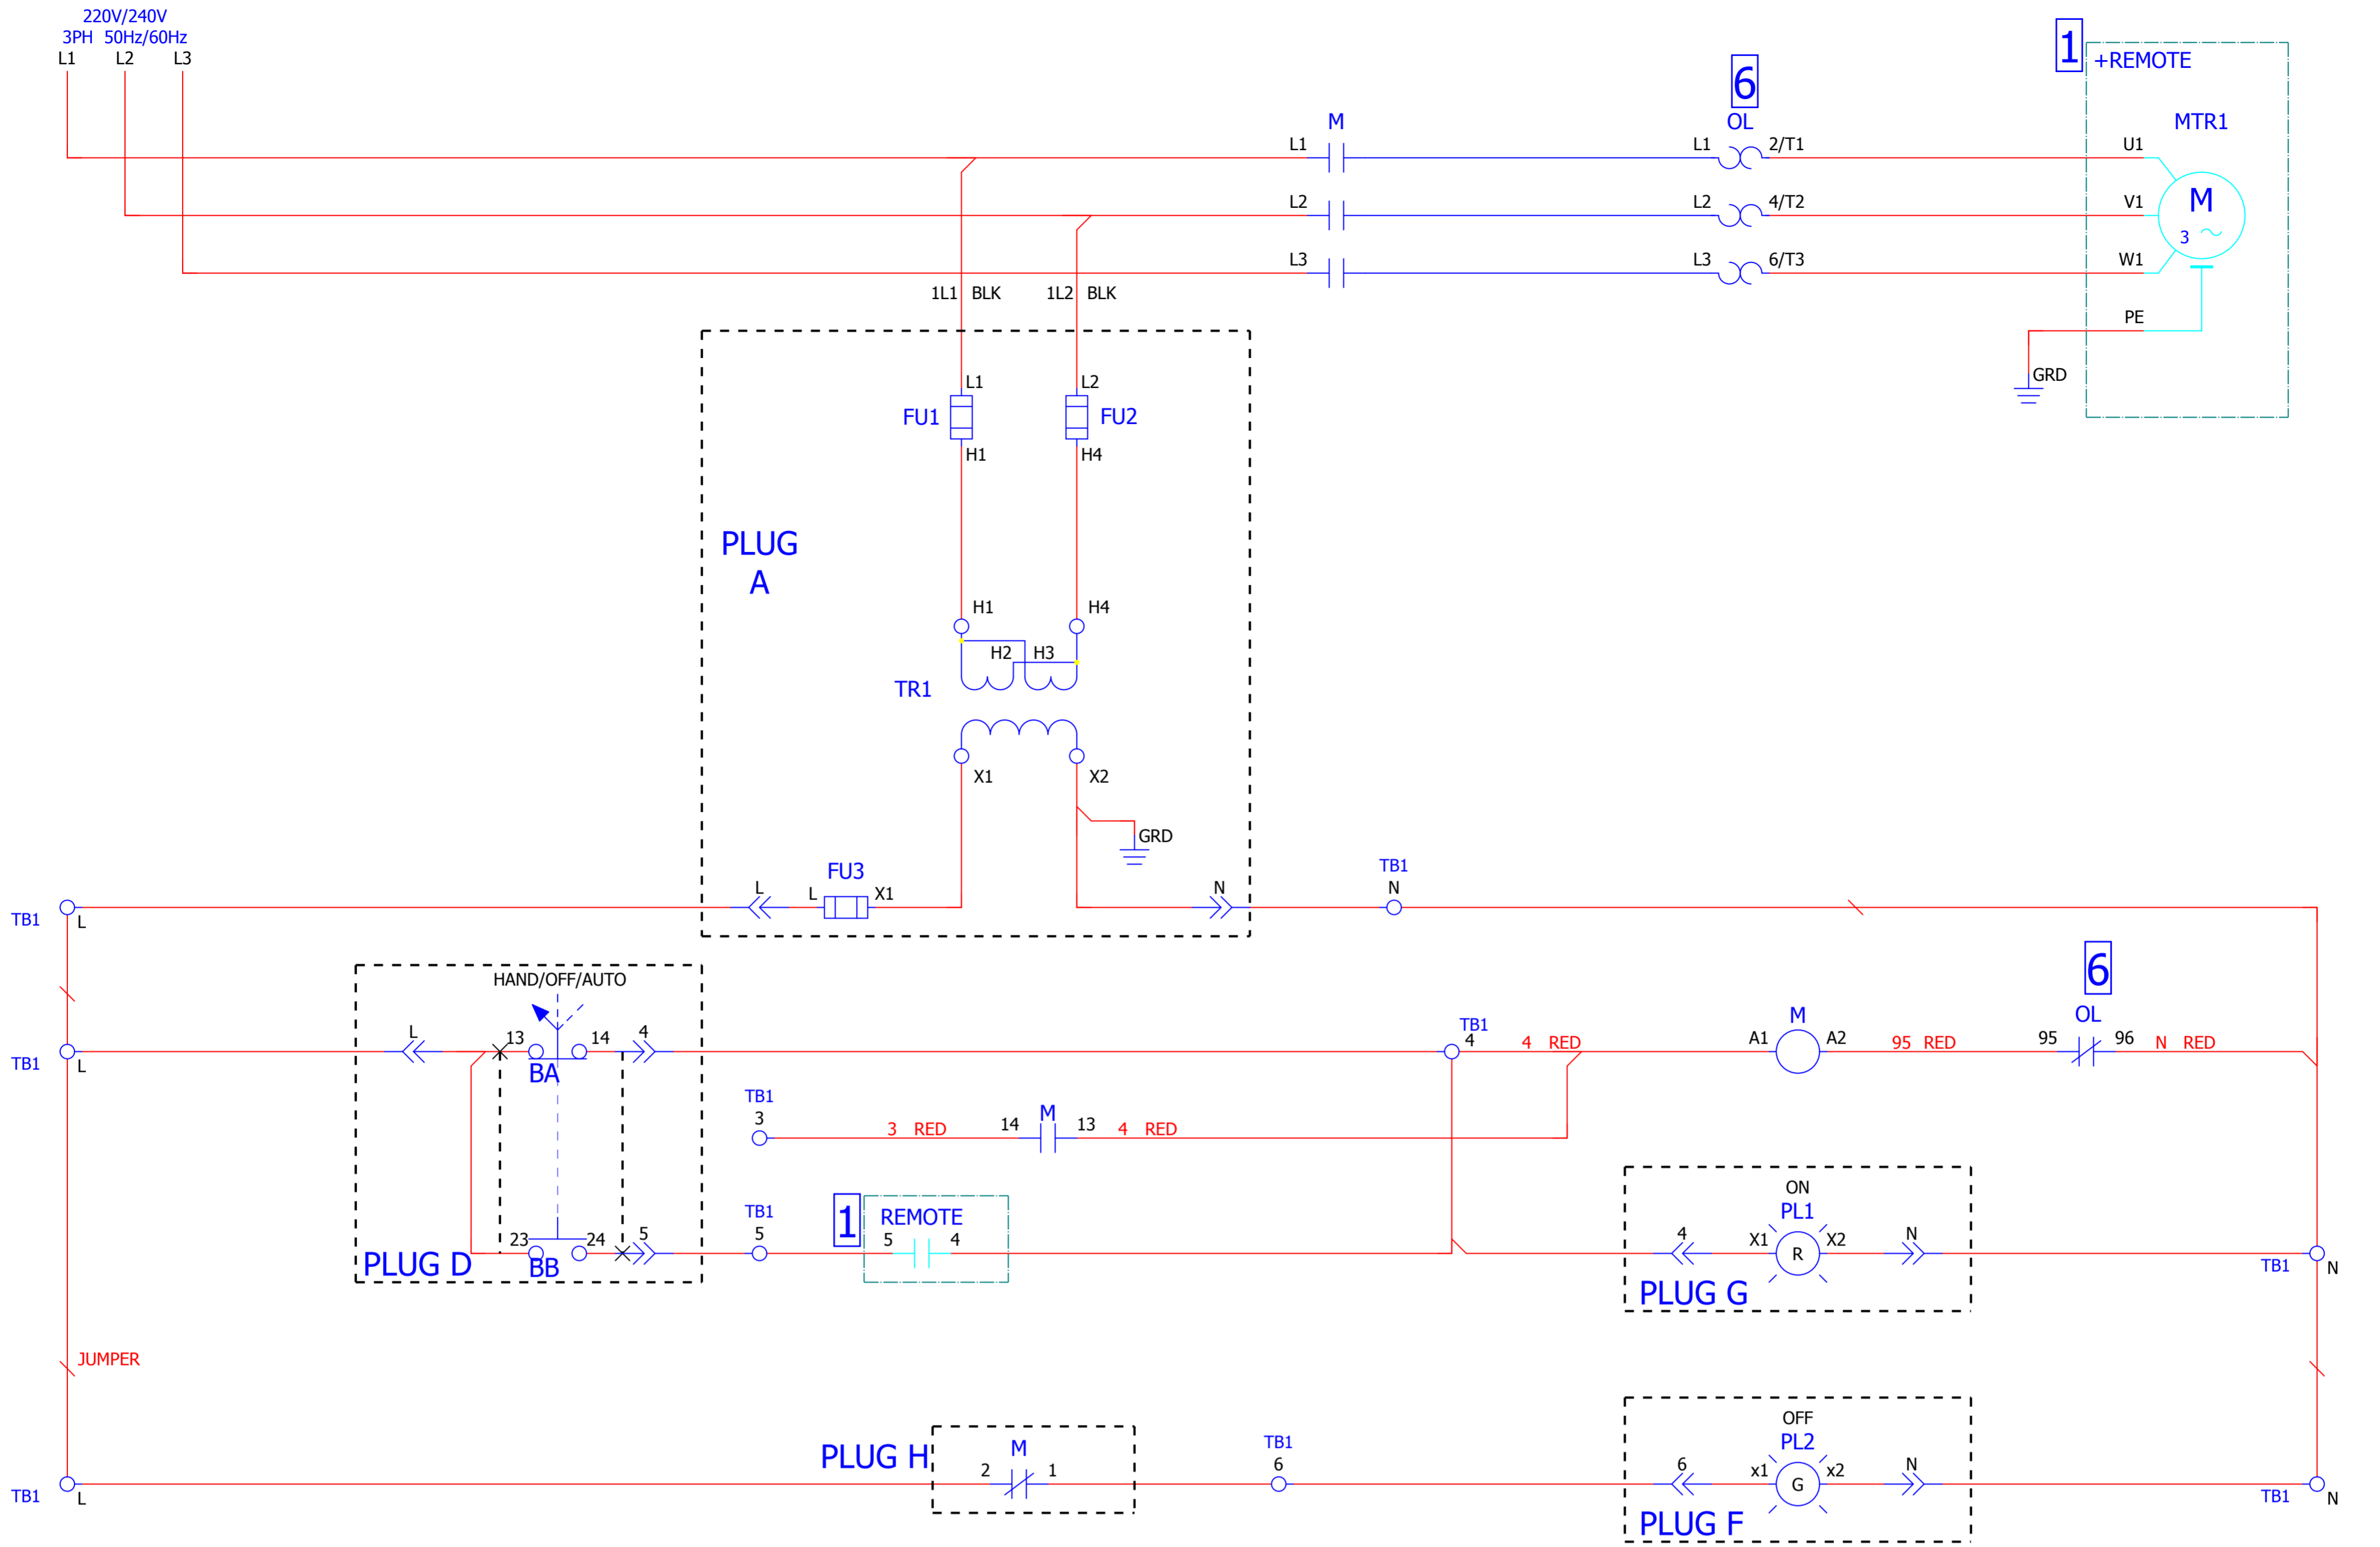 220V/240V
3PH 50Hz/60Hz
L1 L2 L3
1
+REMOTE
6
OL
M
MTR1
L1 L1 2/T1 U1
L2 L2 4/T2 V1
M
3
L3 L3 6/T3 W1
1L1 BLK 1L2 BLK
PE
GRD
L1 L2
FU1 FU2
H1 H4
PLUG
A
H1 H4
H2 H3
TR1
X1 X2
GRD
FU3
L L X1 N
TB1
N
TB1
L
HAND/OFF/AUTO
6
OL
L 13 14 4
BA
TB1
L
TB1
4
4 RED
M
A1 A2
95 RED
95 96
N RED
TB1
3
3 RED
M
14 13
4 RED
TB1
5
1
REMOTE
5 4
23 24 5
BB
PLUG D
ON
PL1
4 X1 R X2 N
PLUG G
TB1
N
JUMPER
PLUG H
M
2 1
TB1
6
OFF
PL2
6 x1 G x2 N
PLUG F
TB1
L
TB1
N